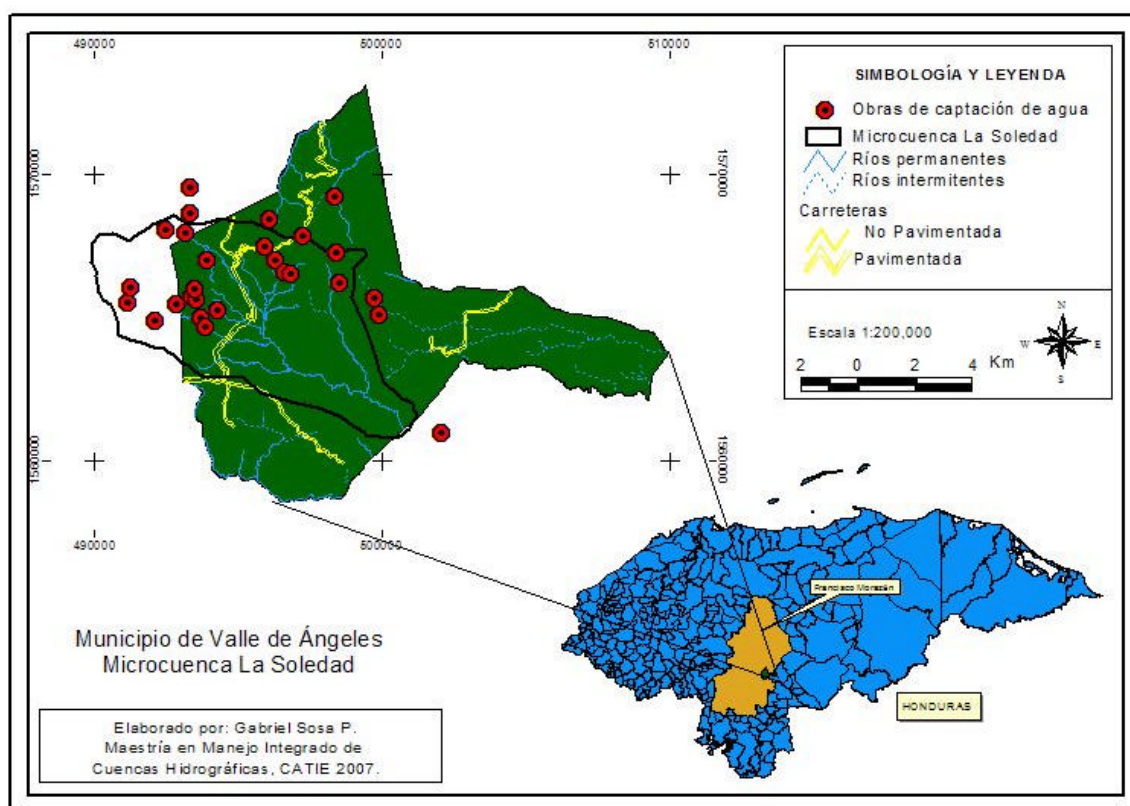 490000
500000
510000
1570000
1570000
1560000
1560000
490000
500000
SIMBOLOGÍA Y LEYENDA
Obras de captación de agua
Microcuenca La Soledad
Ríos permanentes
Ríos intermitentes
Carreteras
No Pavimentada
Pavimentada
Escala 1:200,000
N
W
E
S
2 0 2 4 Km
Francisco Morazán
HONDURAS
Municipio de Valle de Ángeles
Microcuenca La Soledad
Elaborado por: Gabriel Sosa P.
Maestría en Manejo Integrado de
Cuencas Hidrográficas, CATIE 2007.